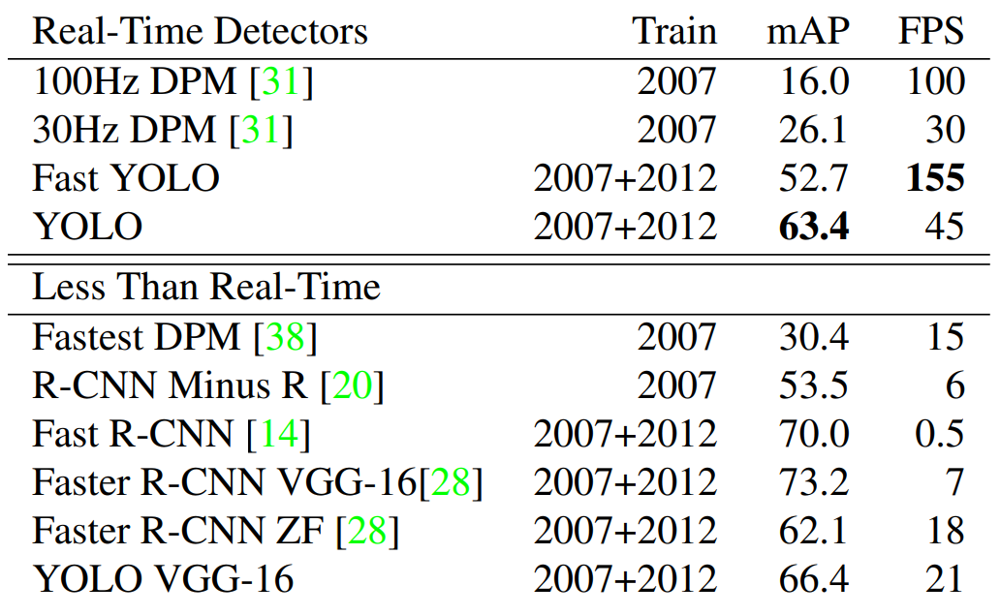 Real-Time Detectors Train mAP FPS
100Hz DPM [31] 2007 16.0 100
30Hz DPM [31] 2007 26.1 30
Fast YOLO 2007+2012 52.7 155
YOLO 2007+2012 63.4 45
Less Than Real-Time
Fastest DPM [38] 2007 30.4 15
R-CNN Minus R [20] 2007 53.5 6
Fast R-CNN [14] 2007+2012 70.0 0.5
Faster R-CNN VGG-16[28] 2007+2012 73.2 7
Faster R-CNN ZF [28] 2007+2012 62.1 18
YOLO VGG-16 2007+2012 66.4 21